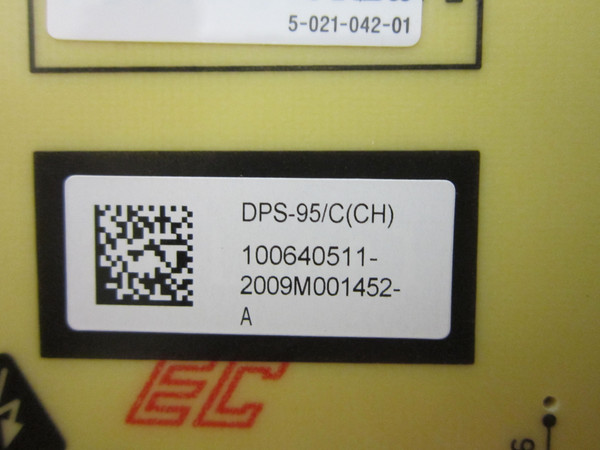 5-021-042-01
DPS-95/C(CH)
100640511-
2009M001452-
A
EC